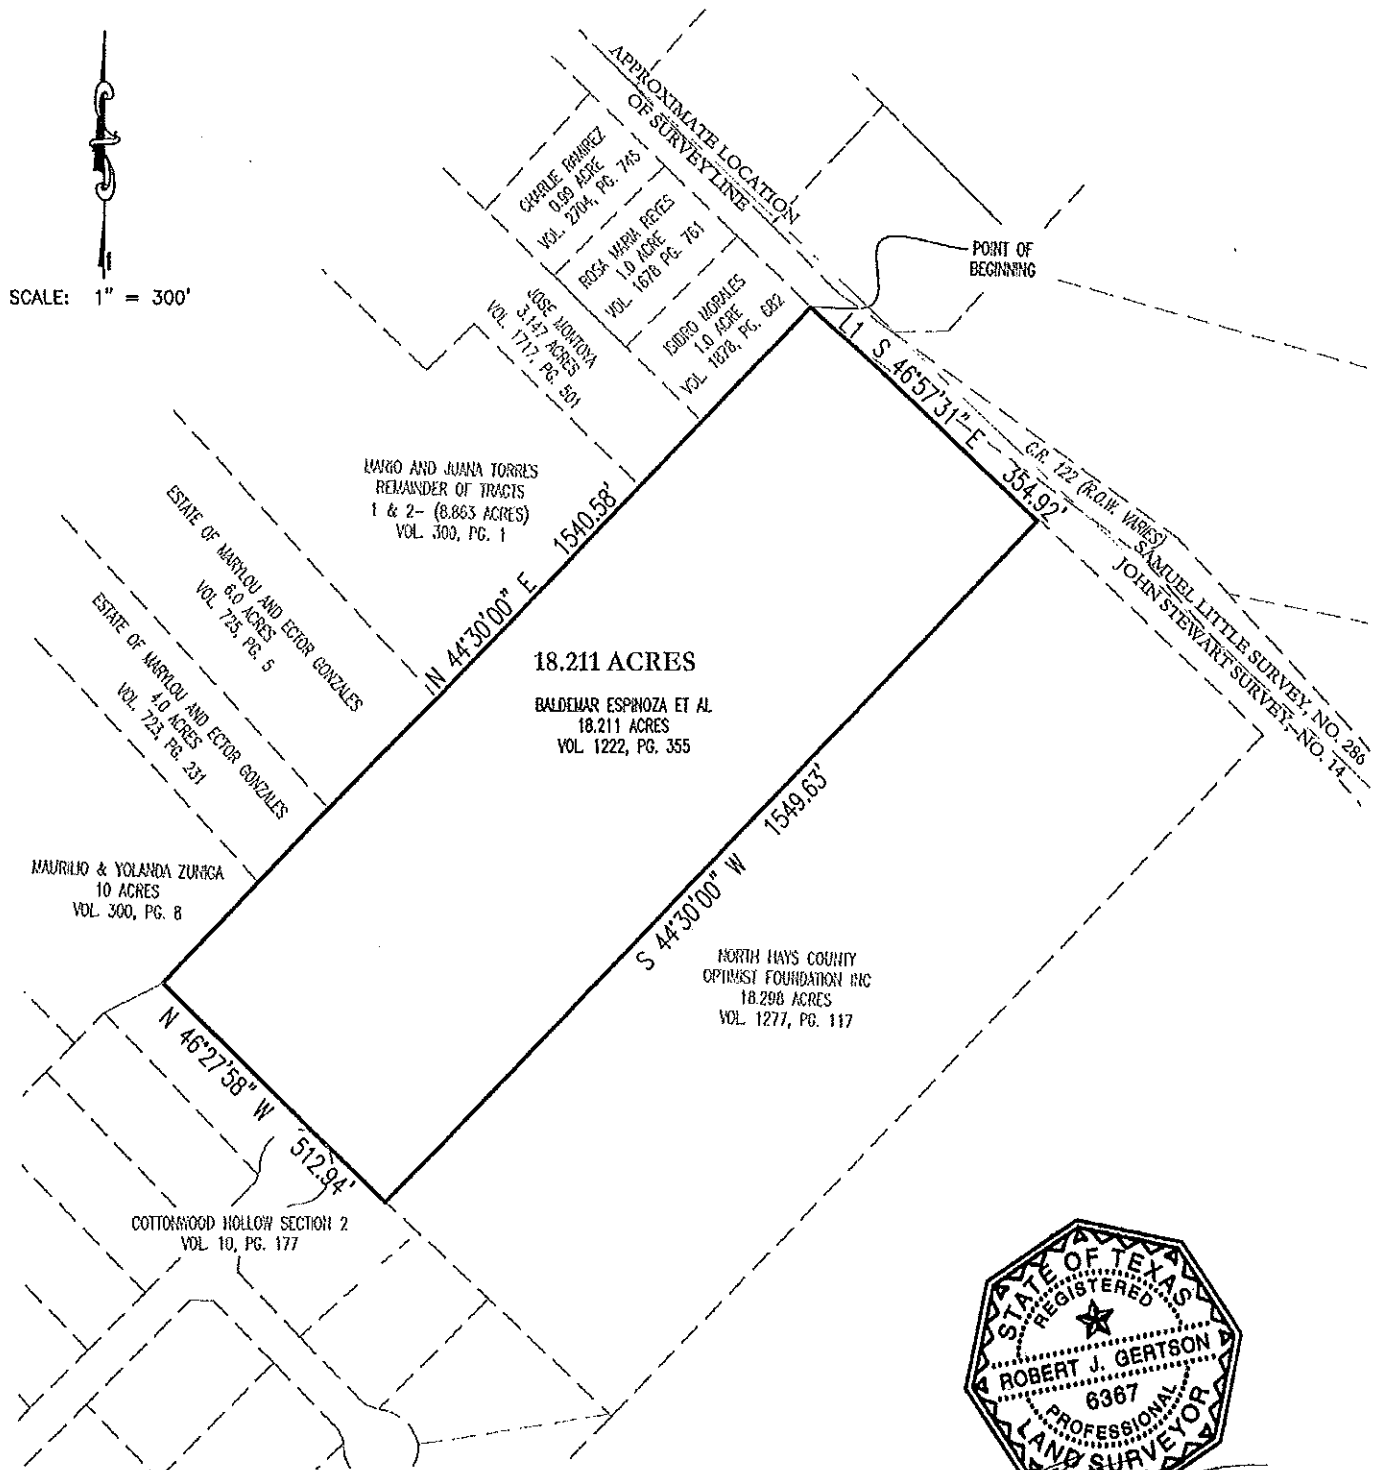 SCALE: 1" = 300'
APPROXIMATE LOCATION
OF SURVEY LINE
CHARLIE RAMIREZ
0.99 ACRE
VOL. 2704, PG. 745
ROSA MARIA REYES
1.0 ACRE
VOL. 1678 PG. 761
ISIDRO MORALES
1.0 ACRE
VOL. 1678, PG. 682
JOSE MONTOYA
3.147 ACRES
VOL. 1717, PG. 501
POINT OF
BEGINNING
L1 S 46°57'31" E 354.92'
C.R. 122 (R.O.W. VARIES)
SAMUEL LITTLE SURVEY, NO. 286
JOHN STEWART SURVEY, NO. 14
MARIO AND JUANA TORRES
REMAINDER OF TRACTS
1 & 2- (8.863 ACRES)
VOL. 300, PG. 1
N 44°30'00" E 1540.58'
ESTATE OF MARYLOU AND ECTOR GONZALES
6.0 ACRES
VOL. 725, PG. 5
ESTATE OF MARYLOU AND ECTOR GONZALES
4.0 ACRES
VOL. 723, PG. 231
18.211 ACRES
BALDEMAR ESPINOZA ET AL
18.211 ACRES
VOL. 1222, PG. 355
S 44°30'00" W 1549.63'
MAURILIO & YOLANDA ZUNIGA
10 ACRES
VOL. 300, PG. 8
NORTH HAYS COUNTY
OPTIMIST FOUNDATION INC
18.298 ACRES
VOL. 1277, PG. 117
N 46°27'58" W 512.94'
COTTONWOOD HOLLOW SECTION 2
VOL. 10, PG. 177
STATE OF TEXAS
REGISTERED
ROBERT J. GERTSON
6367
PROFESSIONAL
LAND SURVEYOR